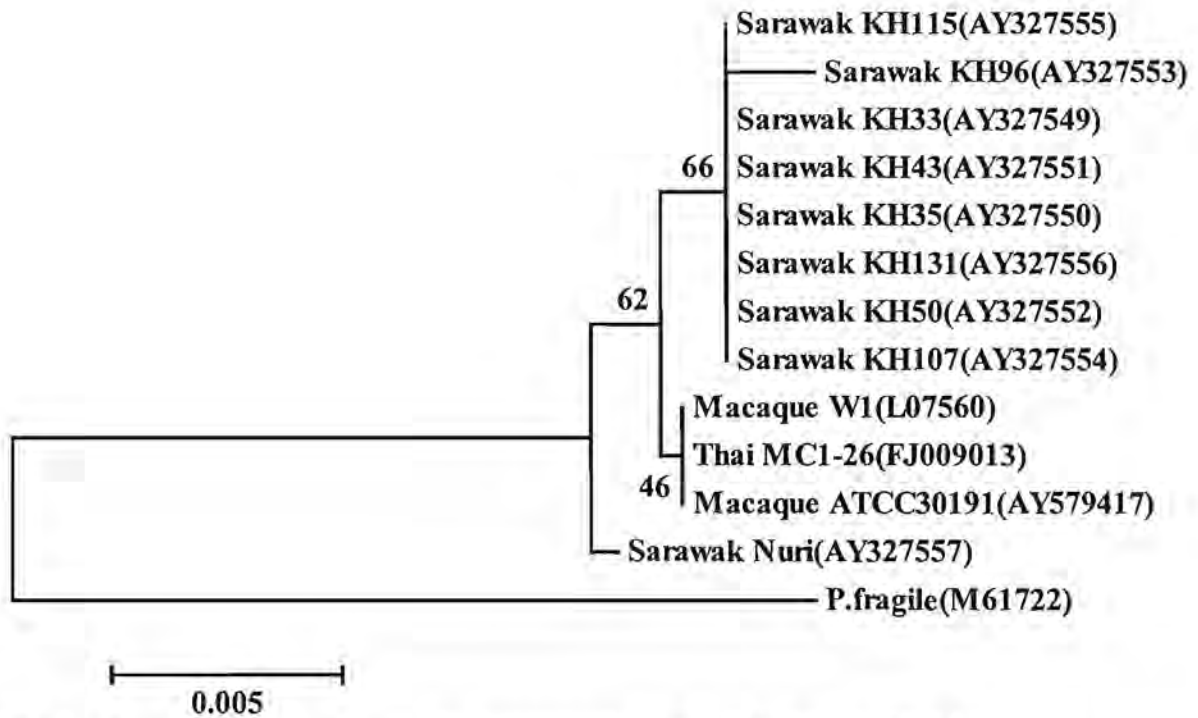 Sarawak KH115(AY327555)
Sarawak KH96(AY327553)
Sarawak KH33(AY327549)
66
Sarawak KH43(AY327551)
Sarawak KH35(AY327550)
Sarawak KH131(AY327556)
62
Sarawak KH50(AY327552)
Sarawak KH107(AY327554)
Macaque W1(L07560)
Thai MC1-26(FJ009013)
46
Macaque ATCC30191(AY579417)
Sarawak Nuri(AY327557)
P.fragile(M61722)
0.005